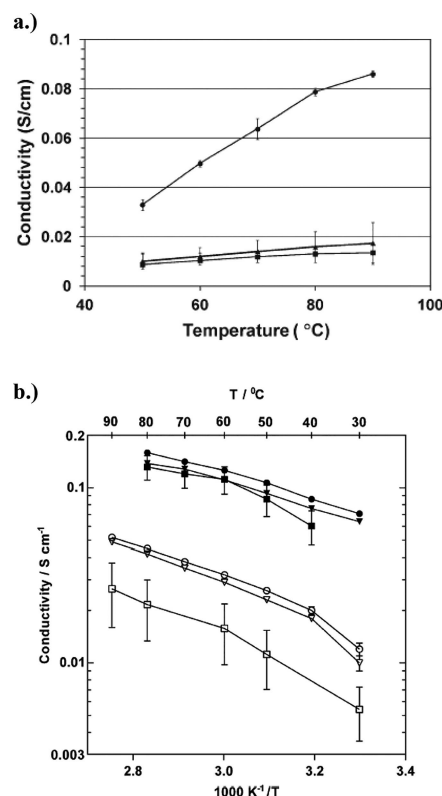 a.)
0.1
0.08
0.06
0.04
0.02
0
Conductivity (S/cm)
40 60 80 100
Temperature ( °C)
b.)
T / ⁰C
90 80 70 60 50 40 30
0.2
0.1
0.01
0.003
Conductivity / S cm⁻¹
2.8 3.0 3.2 3.4
1000 K⁻¹/T